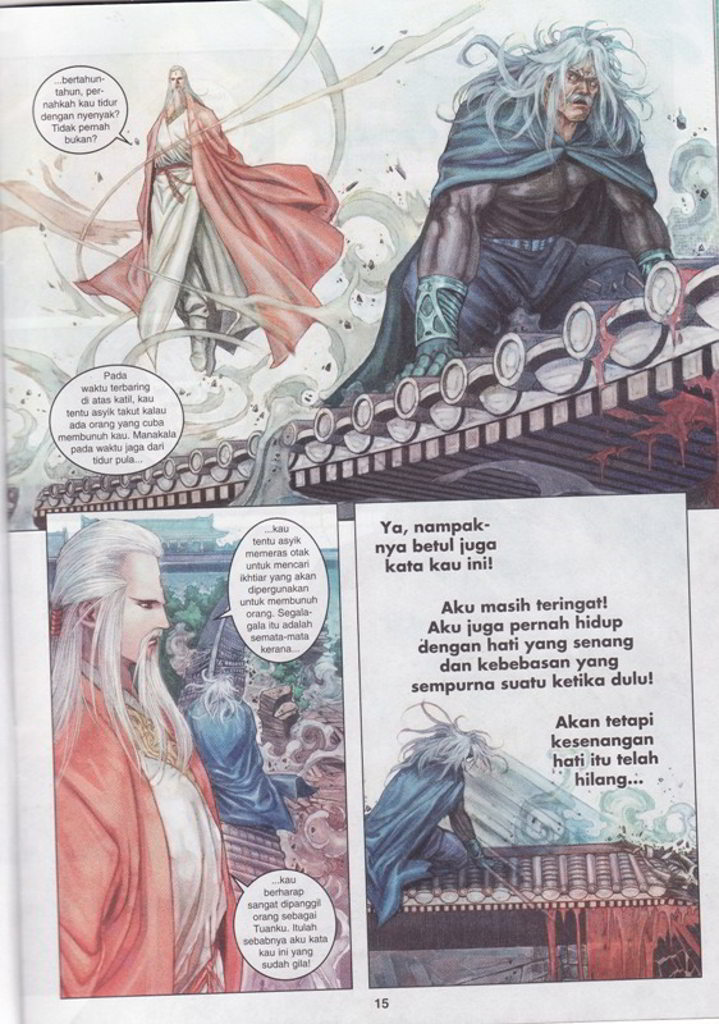 ...bertahun-
tahun, per-
nahkah kau tidur
dengan nyenyak?
Tidak pernah
bukan?
Pada
waktu terbaring
di atas katil, kau
tentu asyik takut kalau
ada orang yang cuba
membunuh kau. Manakala
pada waktu jaga dari
tidur pula...
...kau
tentu asyik
memeras otak
untuk mencari
ikhtiar yang akan
dipergunakan
untuk membunuh
orang. Segala-
gala itu adalah
semata-mata
kerana...
...kau
berharap
sangat dipanggil
orang sebagai
Tuanku. Itulah
sebabnya aku kata
kau ini yang
sudah gila!
Ya, nampak-
nya betul juga
kata kau ini!
Aku masih teringat!
Aku juga pernah hidup
dengan hati yang senang
dan kebebasan yang
sempurna suatu ketika dulu!
Akan tetapi
kesenangan
hati itu telah
hilang...
15